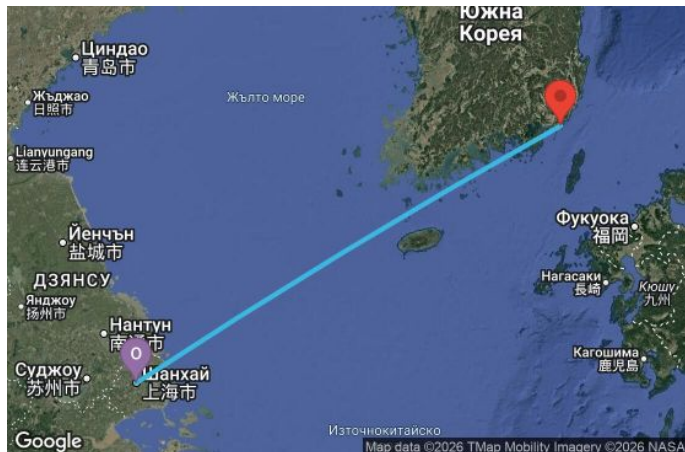 Южна
Корея
Циндао
青岛市
Жъджао
日照市
Жълто море
Lianyungang
连云港市
Йенчън
盐城市
Фукуока
福岡
ДЗЯНСУ
Нагасаки
長崎
Кюшу
九州
Янджоу
扬州市
Нантун
南通市
O
Суджоу
苏州市
Шанхай
上海市
Кагошима
鹿児島
Източнокитайско
Google
Map data ©2026 TMap Mobility Imagery ©2026 NASA